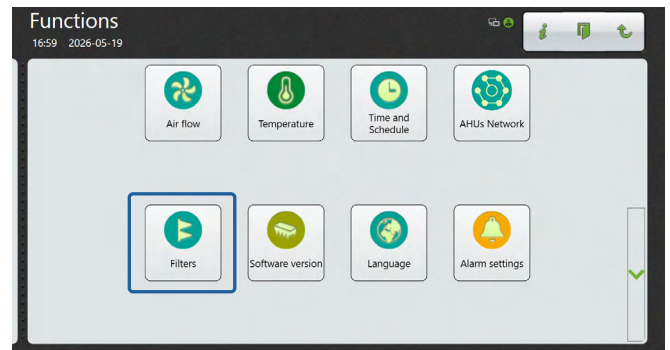 Functions
16:59 2026-05-19
Air flow
Temperature
Time and
Schedule
AHUs Network
Filters
Software version
Language
Alarm settings